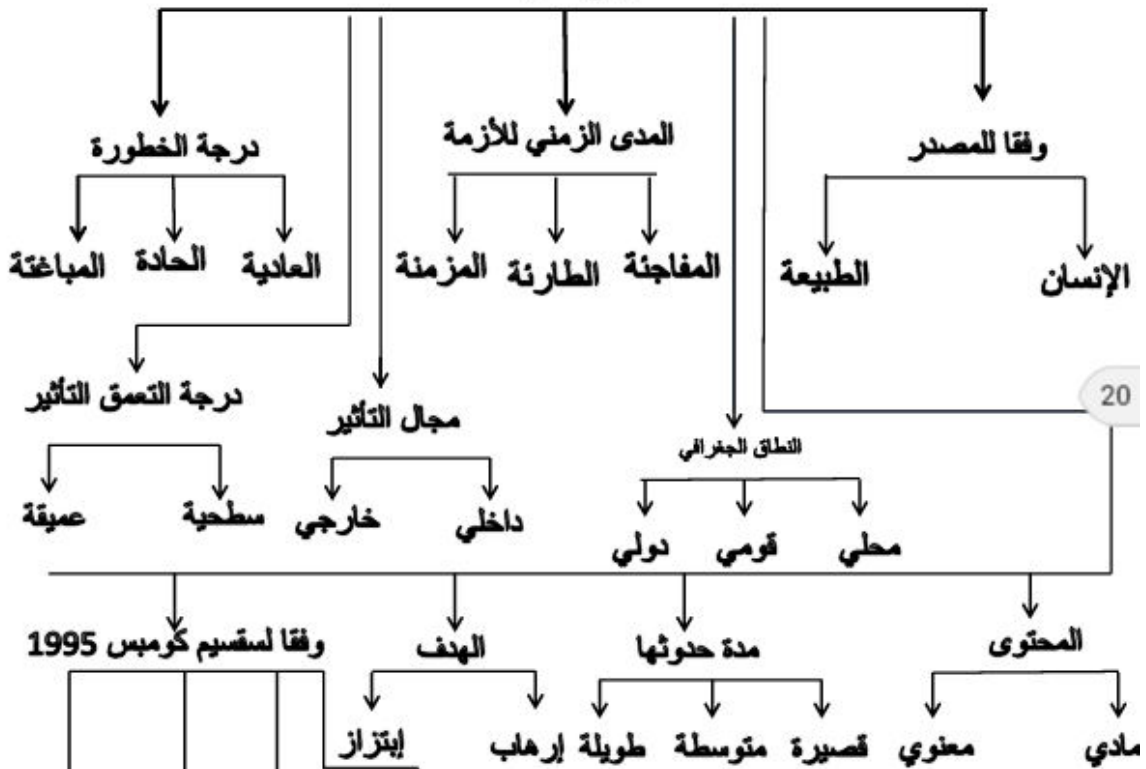 وفقا للمصدر
المدى الزمني للأزمة
درجة الخطورة
الإنسان
الطبيعة
المفاجئة
الطارئة
المزمنة
العادية
الحادة
المباغتة
درجة التعمق التأثير
مجال التأثير
النطاق الجغرافي
20
سطحية
عميقة
داخلي
خارجي
محلي
قومي
دولي
المحتوى
مدة حدوثها
الهدف
وفقا لسقسيم كومبس 1995
مادي
معنوي
قصيرة
متوسطة
طويلة
إرهاب
إبتزاز